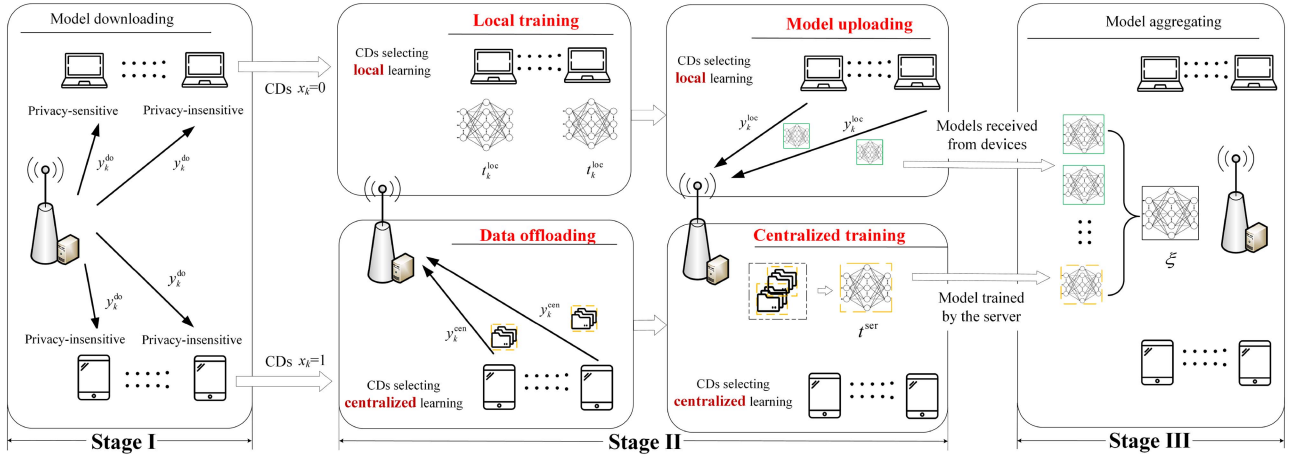 Model downloading
Privacy-sensitive
Privacy-insensitive
y_k^do
y_k^do
y_k^do
y_k^do
Privacy-insensitive
Privacy-insensitive
Stage I
CDs x_k=0
CDs x_k=1
Local training
CDs selecting
local learning
t_k^loc
t_k^loc
Data offloading
y_k^cen
y_k^cen
CDs selecting
centralized learning
Model uploading
CDs selecting
local learning
y_k^loc
y_k^loc
Centralized training
t^ser
CDs selecting
centralized learning
Stage II
Models received
from devices
Model trained
by the server
Model aggregating
ξ
Stage III